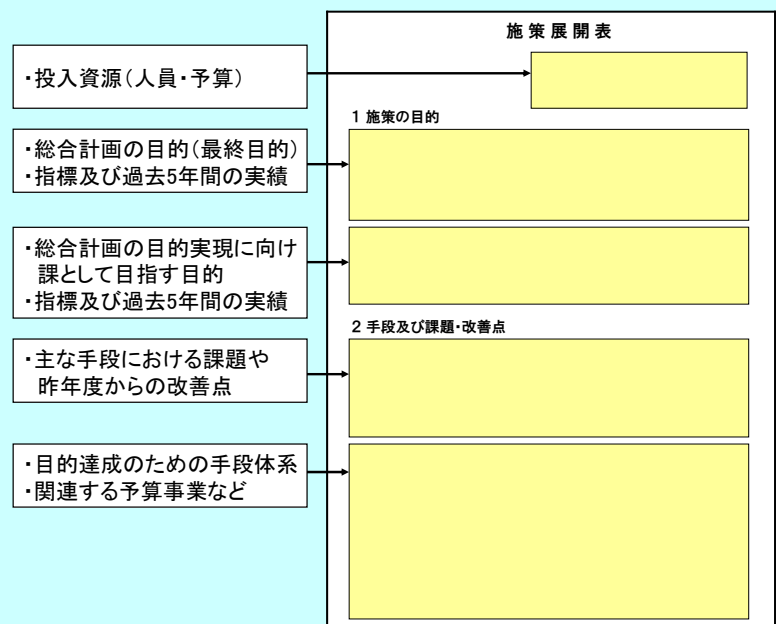 施策展開表
・投入資源(人員・予算)
1 施策の目的
・総合計画の目的(最終目的)
・指標及び過去5年間の実績
・総合計画の目的実現に向け
課として目指す目的
・指標及び過去5年間の実績
2 手段及び課題・改善点
・主な手段における課題や
昨年度からの改善点
・目的達成のための手段体系
・関連する予算事業など